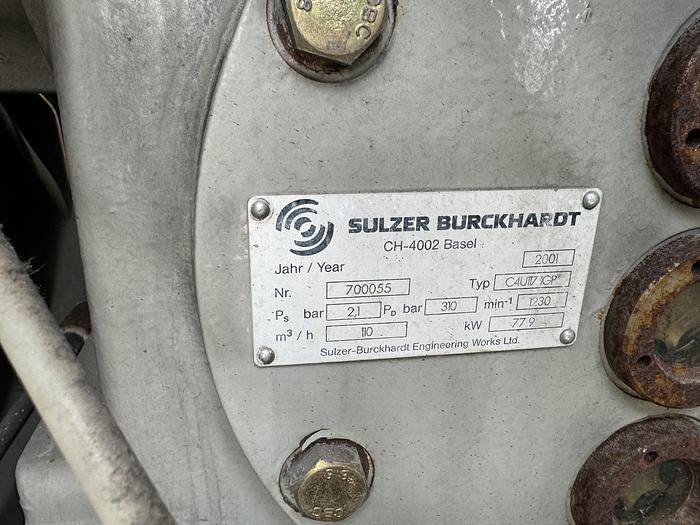 SULZER BURCKHARDT
CH-4002 Basel
Jahr / Year 2001
Nr. 700055 Typ
Ps bar 2,1 PD bar 310 min-1 1230
m3 / h 110 kW 77.9
Sulzer-Burckhardt Engineering Works Ltd.